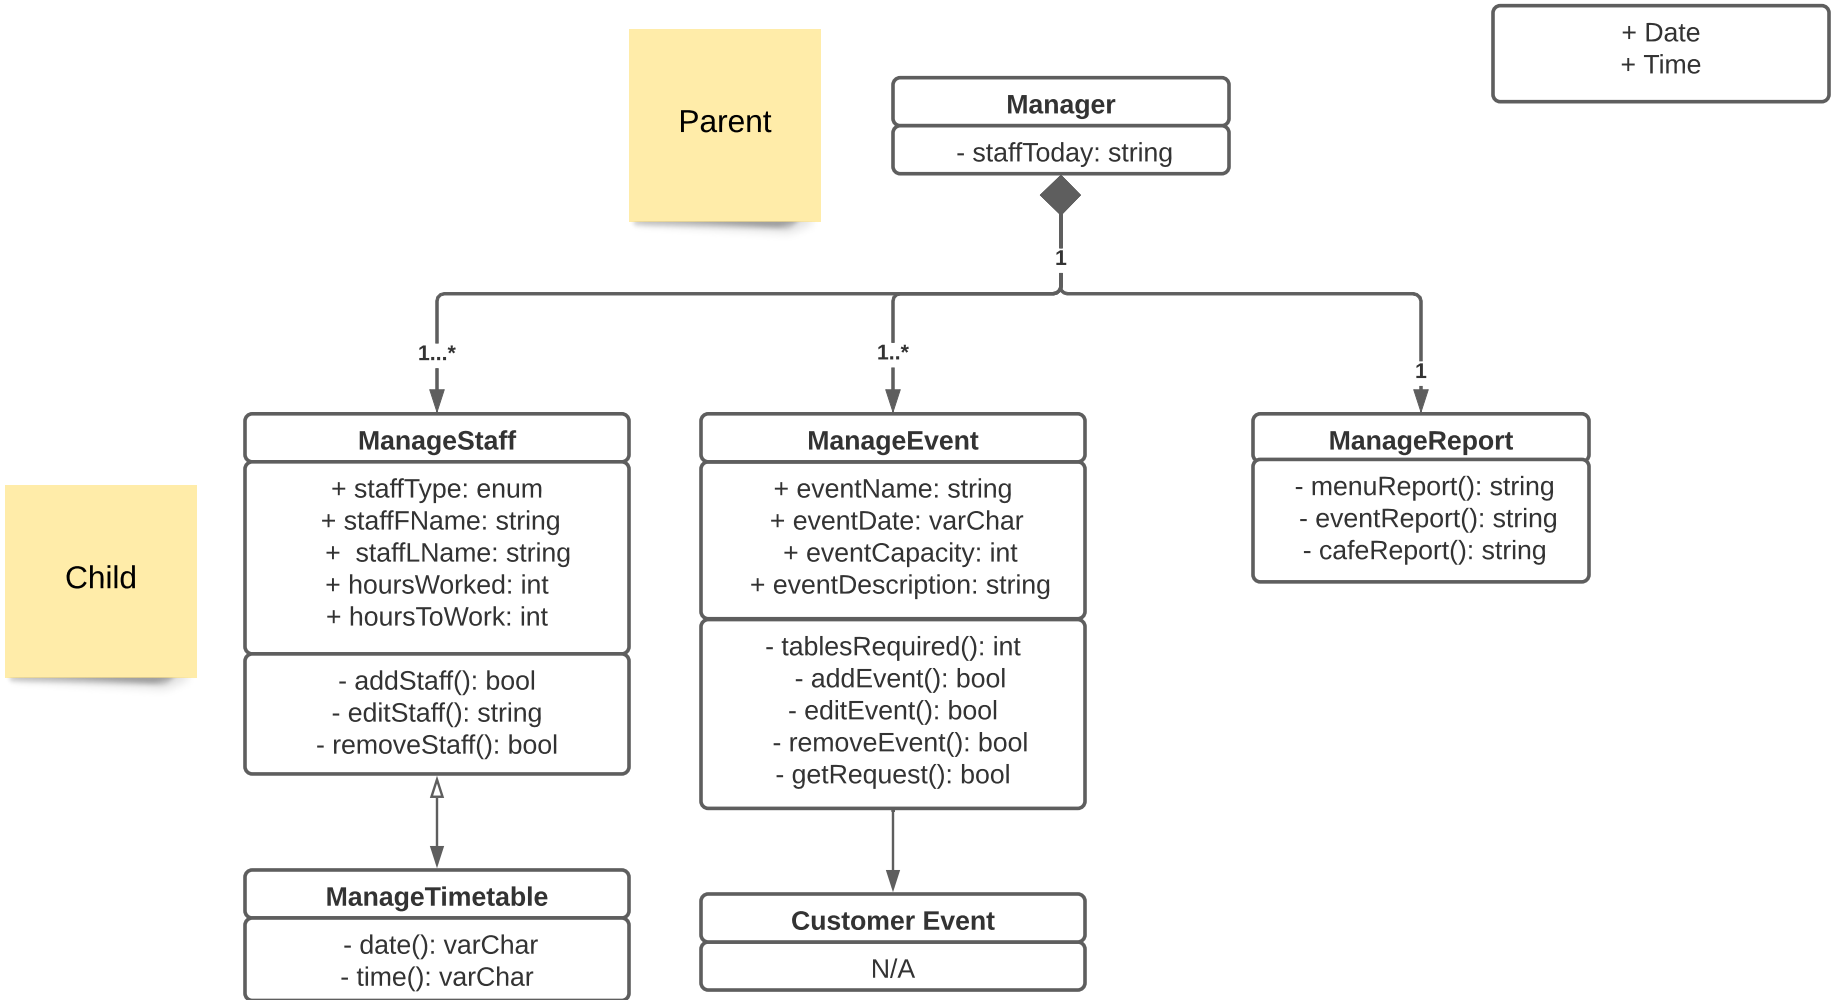 + Date
+ Time
Parent
Manager
- staffToday: string
1
1...*
1..*
1
ManageStaff
+ staffType: enum
+ staffFName: string
+  staffLName: string
+ hoursWorked: int
+ hoursToWork: int
- addStaff(): bool
- editStaff(): string
- removeStaff(): bool
ManageEvent
+ eventName: string
+ eventDate: varChar
+ eventCapacity: int
+ eventDescription: string
- tablesRequired(): int
- addEvent(): bool
- editEvent(): bool
- removeEvent(): bool
- getRequest(): bool
ManageReport
- menuReport(): string
- eventReport(): string
- cafeReport(): string
Child
ManageTimetable
- date(): varChar
- time(): varChar
Customer Event
N/A